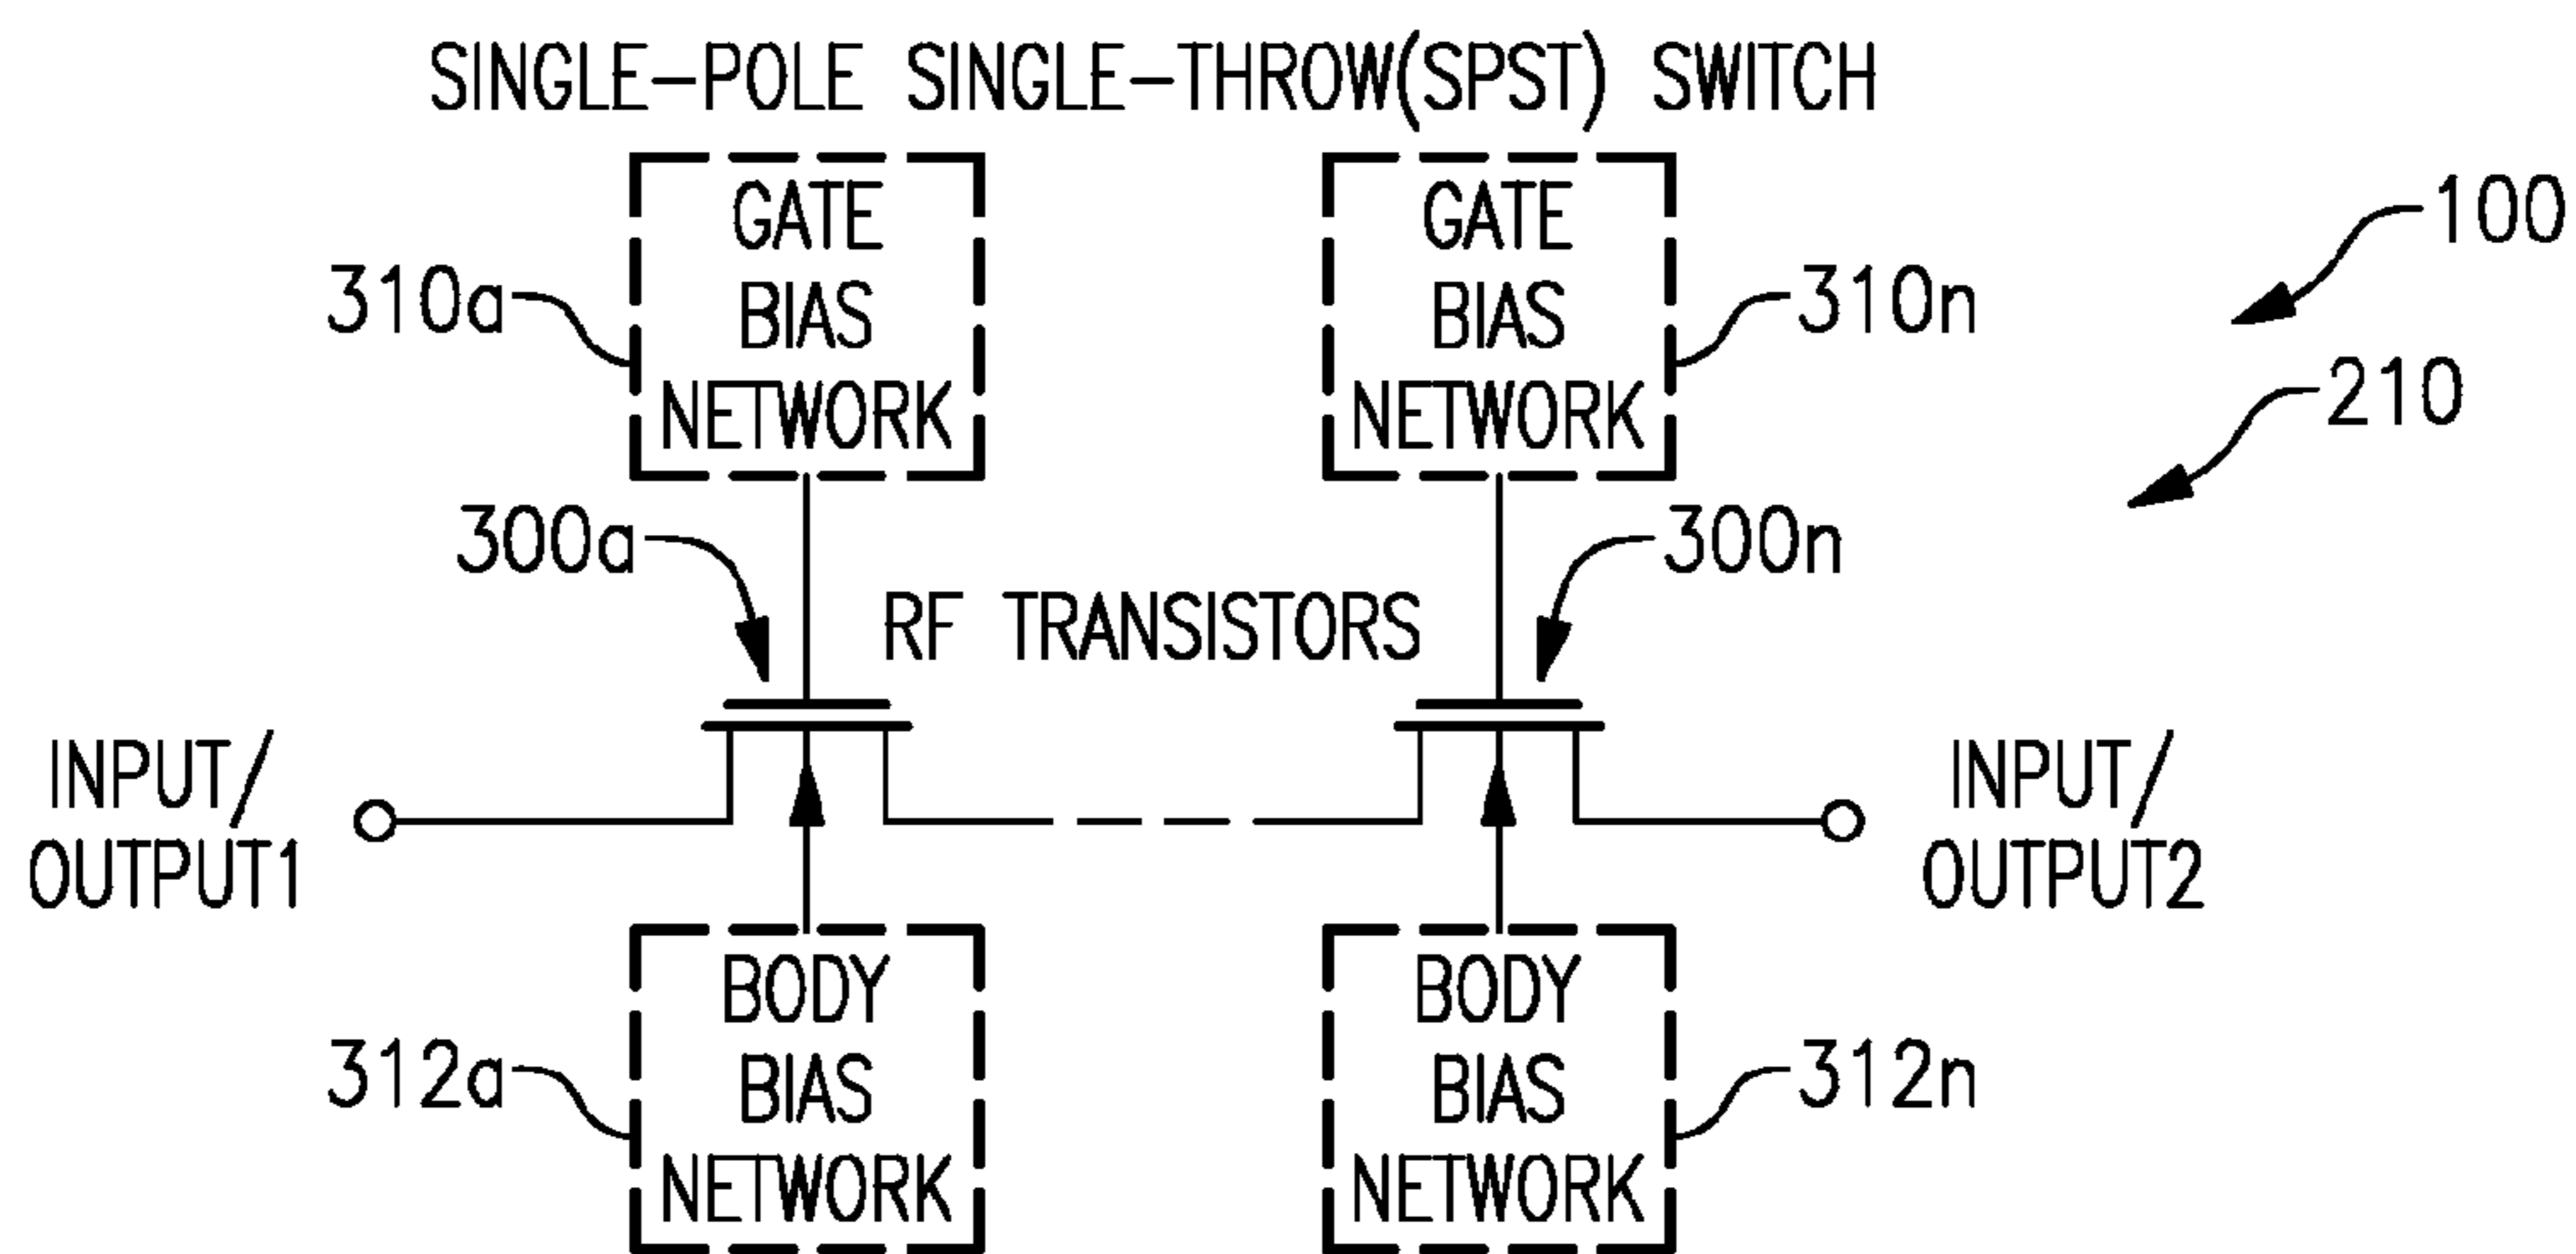 SINGLE-POLE SINGLE-THROW(SPST) SWITCH
GATE
BIAS
NETWORK
310a
GATE
BIAS
NETWORK
310n
100
210
300a
RF TRANSISTORS
300n
INPUT/
OUTPUT1
INPUT/
OUTPUT2
BODY
BIAS
NETWORK
312a
BODY
BIAS
NETWORK
312n